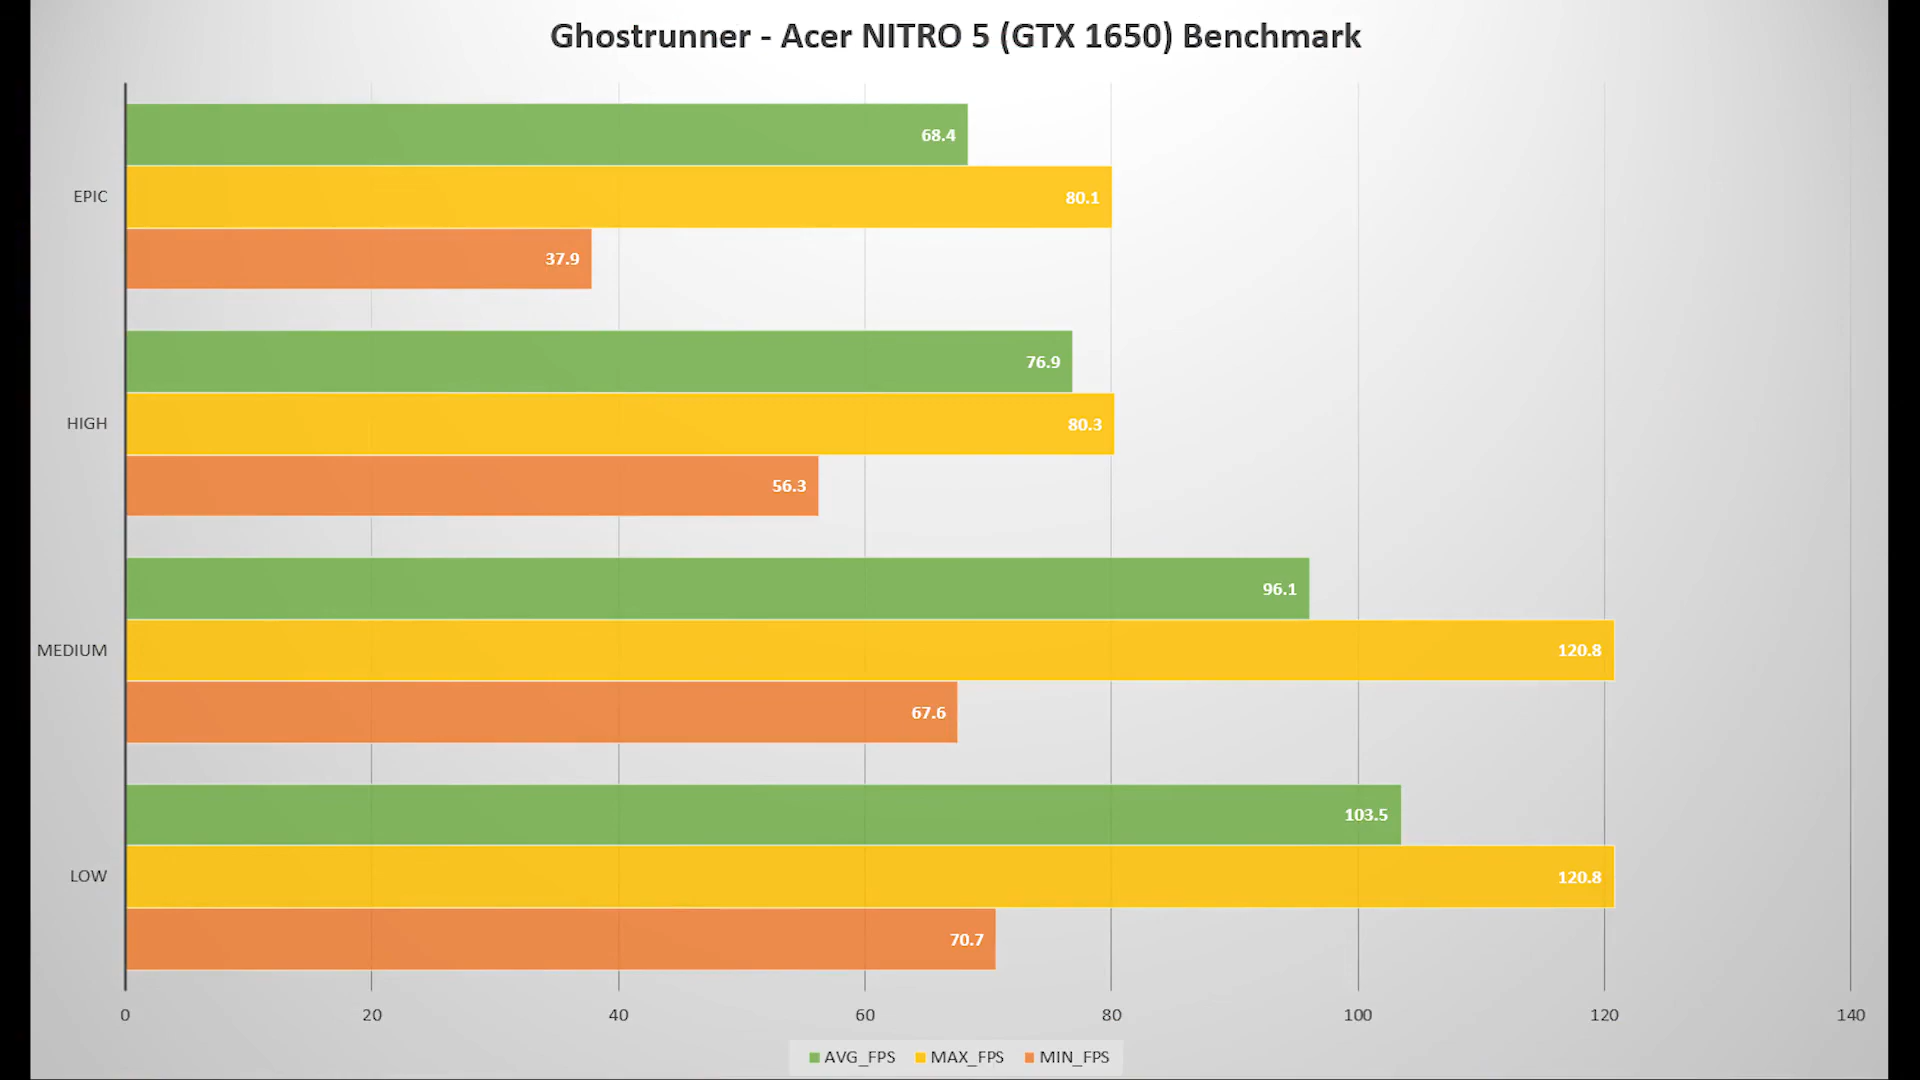 Ghostrunner - Acer NITRO 5 (GTX 1650) Benchmark
68.4
EPIC
80.1
37.9
76.9
HIGH
80.3
56.3
96.1
MEDIUM
120.8
67.6
103.5
LOW
120.8
70.7
0 20 40 60 80 100 120 140
AVG_FPS MAX_FPS MIN_FPS